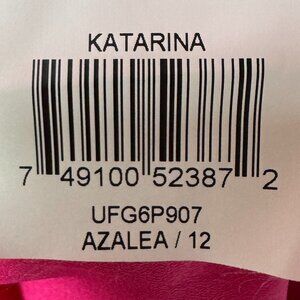 KATARINA
7 49100 52387 2
UFG6P907
AZALEA / 12